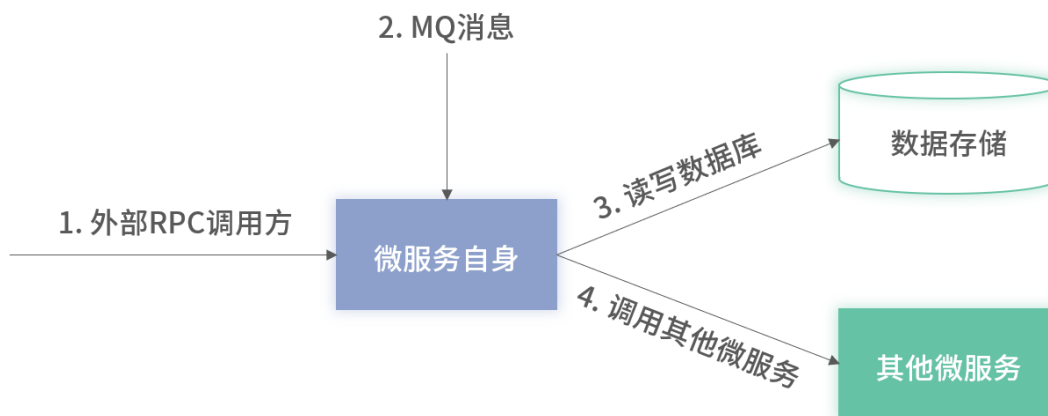 2. MQ消息
数据存储
3. 读写数据库
1. 外部RPC调用方
微服务自身
4. 调用其他微服务
其他微服务